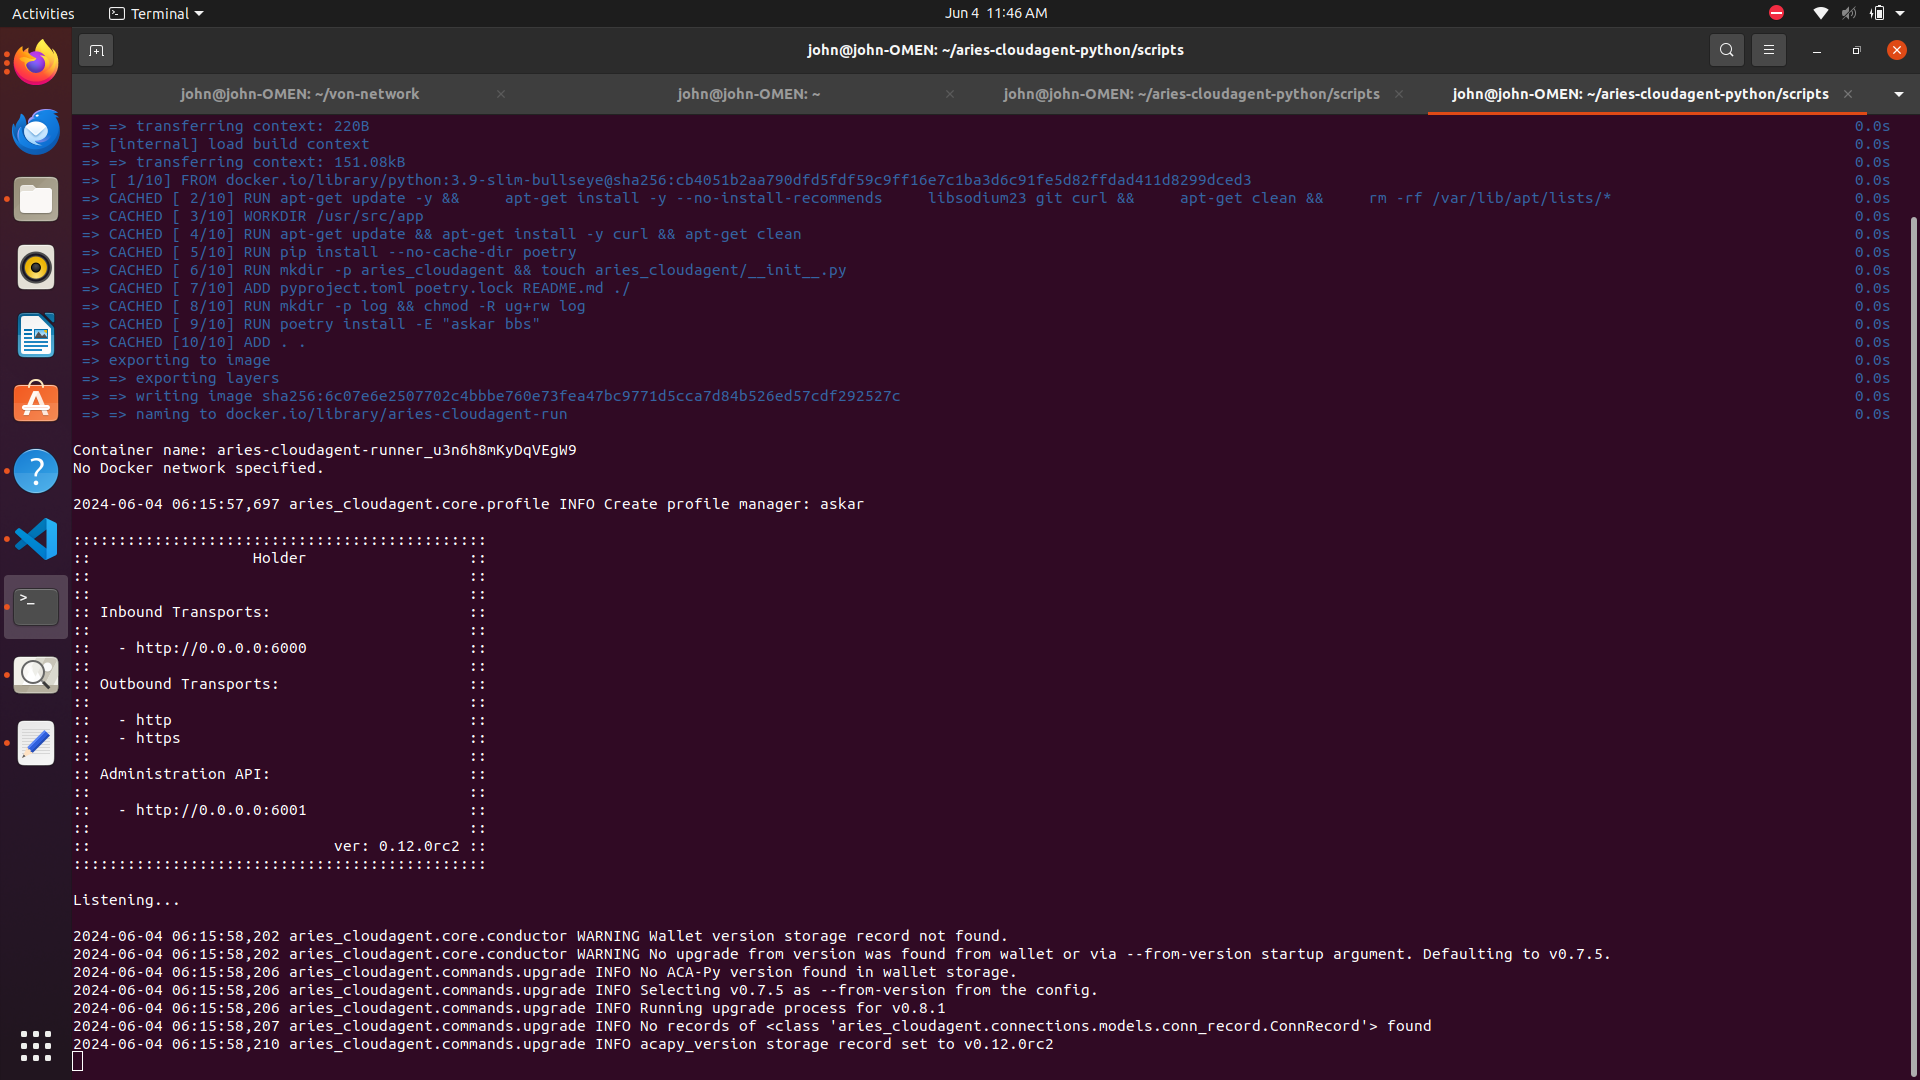 Activities
Terminal
Jun 4 11:46 AM
john@john-OMEN: ~/aries-cloudagent-python/scripts
john@john-OMEN: ~/von-network
john@john-OMEN: ~
john@john-OMEN: ~/aries-cloudagent-python/scripts
john@john-OMEN: ~/aries-cloudagent-python/scripts
=> => transferring context: 220B 0.0s
=> [internal] load build context 0.0s
=> => transferring context: 151.08kB 0.0s
=> [ 1/10] FROM docker.io/library/python:3.9-slim-bullseye@sha256:cb4051b2aa790dfd5fdf59c9ff16e7c1ba3d6c91fe5d82ffdad411d8299dced3 0.0s
=> CACHED [ 2/10] RUN apt-get update -y &&     apt-get install -y --no-install-recommends     libsodium23 git curl &&     apt-get clean &&     rm -rf /var/lib/apt/lists/* 0.0s
=> CACHED [ 3/10] WORKDIR /usr/src/app 0.0s
=> CACHED [ 4/10] RUN apt-get update && apt-get install -y curl && apt-get clean 0.0s
=> CACHED [ 5/10] RUN pip install --no-cache-dir poetry 0.0s
=> CACHED [ 6/10] RUN mkdir -p aries_cloudagent && touch aries_cloudagent/__init__.py 0.0s
=> CACHED [ 7/10] ADD pyproject.toml poetry.lock README.md ./ 0.0s
=> CACHED [ 8/10] RUN mkdir -p log && chmod -R ug+rw log 0.0s
=> CACHED [ 9/10] RUN poetry install -E "askar bbs" 0.0s
=> CACHED [10/10] ADD . . 0.0s
=> exporting to image 0.0s
=> => exporting layers 0.0s
=> => writing image sha256:6c07e6e2507702c4bbbe760e73fea47bc9771d5cca7d84b526ed57cdf292527c 0.0s
=> => naming to docker.io/library/aries-cloudagent-run 0.0s
Container name: aries-cloudagent-runner_u3n6h8mKyDqVEgW9
No Docker network specified.
2024-06-04 06:15:57,697 aries_cloudagent.core.profile INFO Create profile manager: askar
::::::::::::::::::::::::::::::::::::::::::::::
:: Holder ::
:: ::
:: ::
:: Inbound Transports: ::
:: ::
:: - http://0.0.0.0:6000 ::
:: ::
:: Outbound Transports: ::
:: ::
:: - http ::
:: - https ::
:: ::
:: Administration API: ::
:: ::
:: - http://0.0.0.0:6001 ::
:: ::
:: ver: 0.12.0rc2 ::
::::::::::::::::::::::::::::::::::::::::::::::
Listening...
2024-06-04 06:15:58,202 aries_cloudagent.core.conductor WARNING Wallet version storage record not found.
2024-06-04 06:15:58,202 aries_cloudagent.core.conductor WARNING No upgrade from version was found from wallet or via --from-version startup argument. Defaulting to v0.7.5.
2024-06-04 06:15:58,206 aries_cloudagent.commands.upgrade INFO No ACA-Py version found in wallet storage.
2024-06-04 06:15:58,206 aries_cloudagent.commands.upgrade INFO Selecting v0.7.5 as --from-version from the config.
2024-06-04 06:15:58,206 aries_cloudagent.commands.upgrade INFO Running upgrade process for v0.8.1
2024-06-04 06:15:58,207 aries_cloudagent.commands.upgrade INFO No records of <class 'aries_cloudagent.connections.models.conn_record.ConnRecord'> found
2024-06-04 06:15:58,210 aries_cloudagent.commands.upgrade INFO acapy_version storage record set to v0.12.0rc2